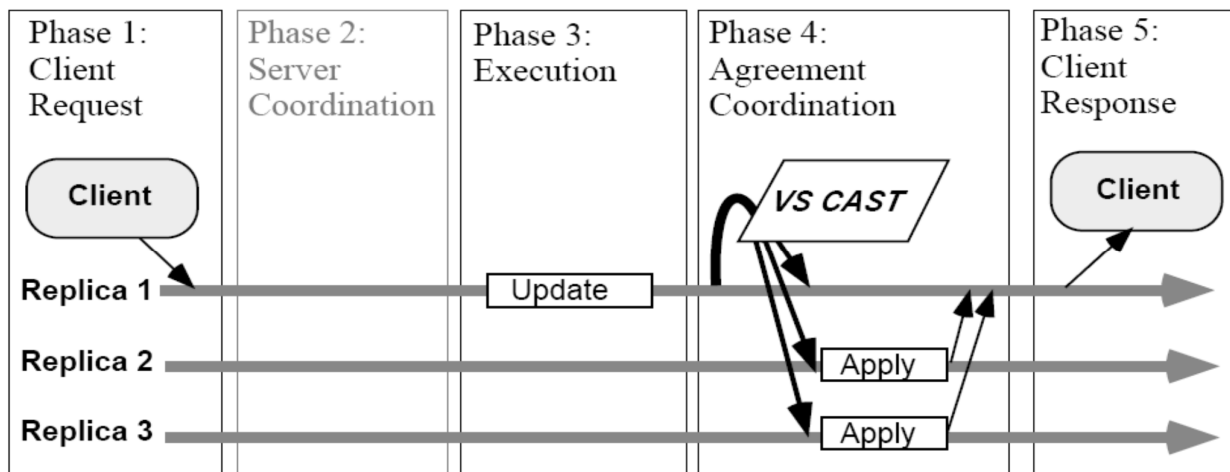 Phase 1:
Client
Request
Phase 2:
Server
Coordination
Phase 3:
Execution
Phase 4:
Agreement
Coordination
Phase 5:
Client
Response
Client
VS CAST
Client
Replica 1
Update
Replica 2
Apply
Replica 3
Apply